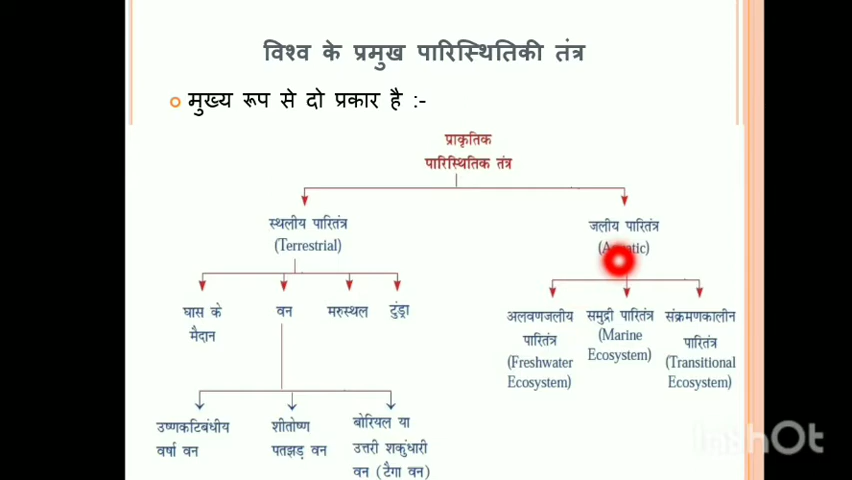 विश्व के प्रमुख पारिस्थितिकी तंत्र
मुख्य रूप से दो प्रकार है :-
प्राकृतिक
पारिस्थितिक तंत्र
स्थलीय पारितंत्र
(Terrestrial)
जलीय पारितंत्र
घास के
मैदान
वन
मरुस्थल
टुंड्रा
अलवणजलीय
पारितंत्र
(Freshwater
Ecosystem)
समुद्री पारितंत्र
(Marine
Ecosystem)
संक्रमणकालीन
पारितंत्र
(Transitional
Ecosystem)
उष्णकटिबंधीय
वर्षा वन
शीतोष्ण
पतझड़ वन
बोरियल या
उत्तरी शकुंधारी
वन (टैगा वन)
InshOt